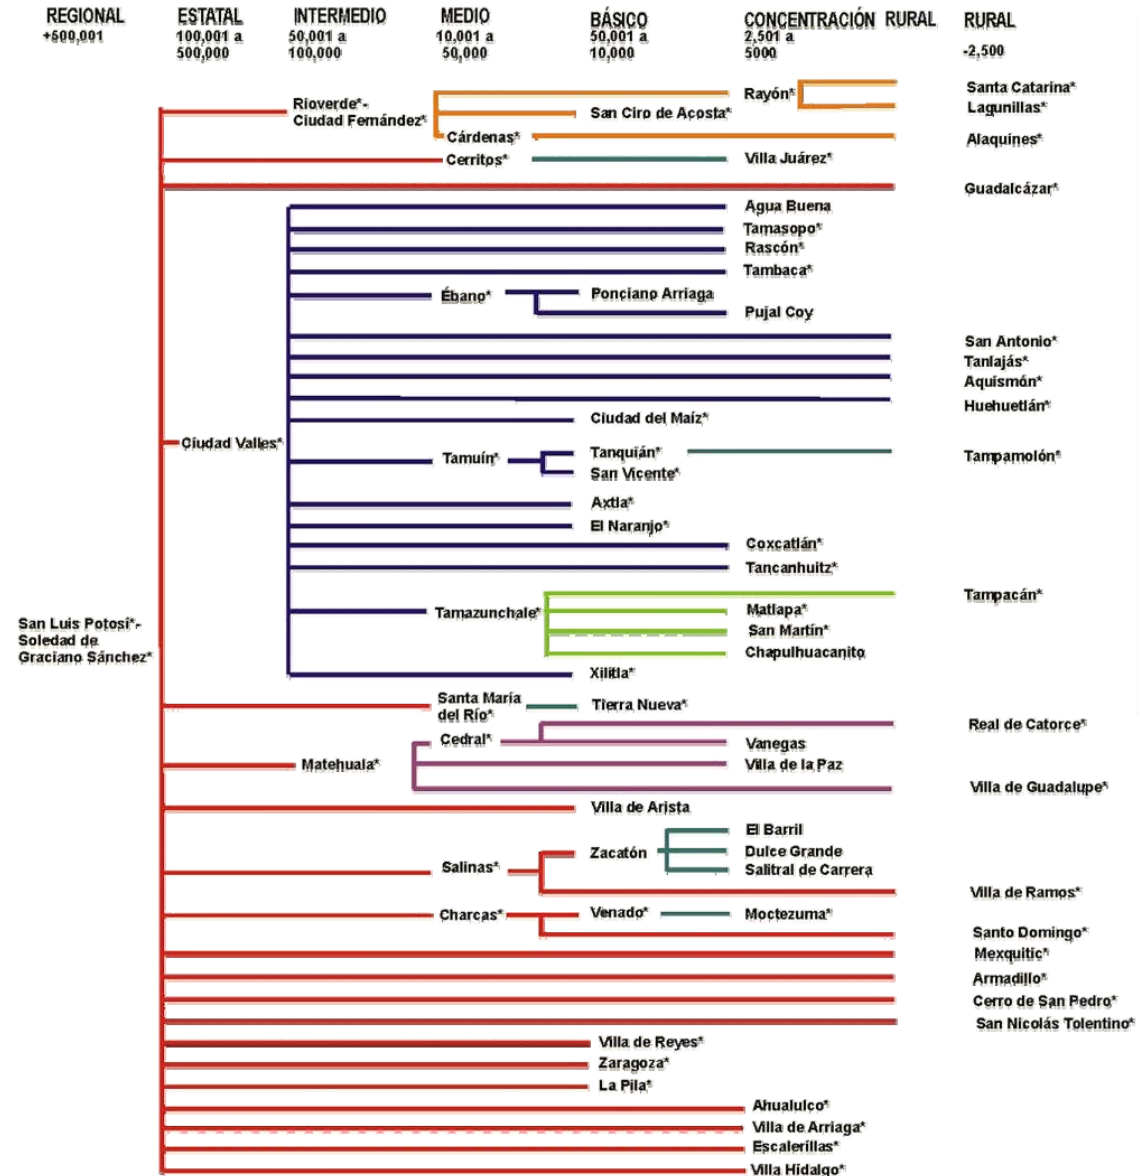 REGIONAL ESTATAL INTERMEDIO MEDIO BÁSICO CONCENTRACIÓN RURAL RURAL
+500,001 100,001 a 50,001 a 10,001 a 50,001 a 2,501 a -2,500
500,000 100,000 50,000 10,000 5000
Rioverde*-
Ciudad Fernández*
Rayón*
Santa Catarina*
Lagunillas*
San Ciro de Acosta*
Cárdenas*
Alaquines*
Cerritos*
Villa Juárez*
Guadalcázar*
Agua Buena
Tamasopo*
Rascón*
Tambaca*
Ébano*
Ponciano Arriaga
Pujal Coy
San Antonio*
Tanlajás*
Aquismón*
Huehuetlán*
Ciudad del Maíz*
Ciudad Valles*
Tamuín*
Tanquián*
San Vicente*
Tampamolón*
Axtla*
El Naranjo*
Coxcatlán*
Tancanhuitz*
Tamazunchale*
Tampacán*
Matlapa*
San Martín*
Chapulhuacanito
San Luis Potosí*-
Soledad de
Graciano Sánchez*
Xilitla*
Santa María
del Río*
Tierra Nueva*
Cedral*
Real de Catorce*
Vanegas
Matehuala*
Villa de la Paz
Villa de Guadalupe*
Villa de Arista
Salinas*
Zacatón
El Barril
Dulce Grande
Salitral de Carrera
Villa de Ramos*
Charcas*
Venado*
Moctezuma*
Santo Domingo*
Mexquitic*
Armadillo*
Cerro de San Pedro*
San Nicolás Tolentino*
Villa de Reyes*
Zaragoza*
La Pila*
Ahualulco*
Villa de Arriaga*
Escalerillas*
Villa Hidalgo*